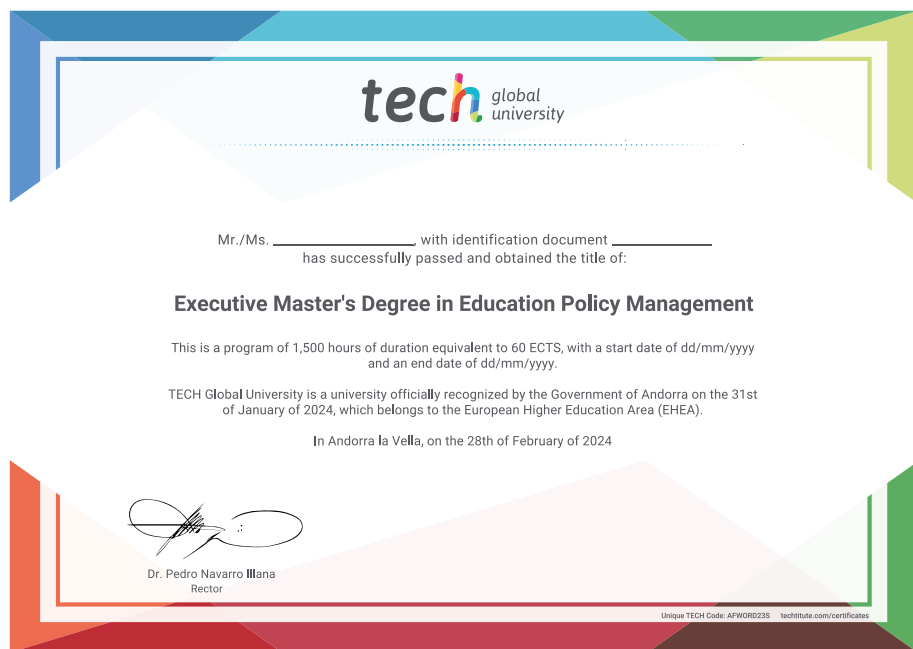 tech global university
Mr./Ms. ____________, with identification document ____________
has successfully passed and obtained the title of:
Executive Master's Degree in Education Policy Management
This is a program of 1,500 hours of duration equivalent to 60 ECTS, with a start date of dd/mm/yyyy
and an end date of dd/mm/yyyy.
TECH Global University is a university officially recognized by the Government of Andorra on the 31st
of January of 2024, which belongs to the European Higher Education Area (EHEA).
In Andorra la Vella, on the 28th of February of 2024
Dr. Pedro Navarro Illana
Rector
Unique TECH Code: AFWORD23S techtitute.com/certificates